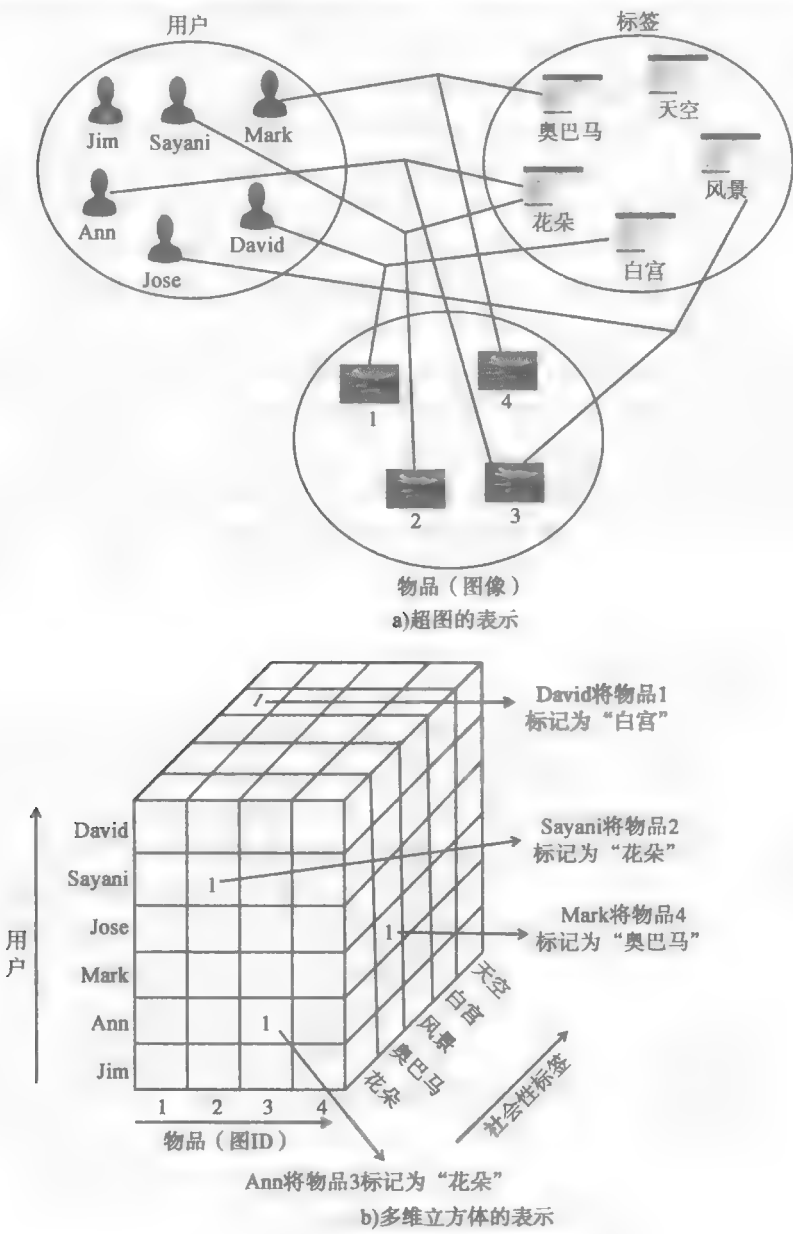 用户
标签
Jim
Sayani
Mark
Ann
David
Jose
奥巴马
天空
花朵
风景
白宫
1
4
2
3
物品（图像）
a)超图的表示
1
David将物品1
标记为“白宫”
David
Sayani
Jose
Mark
Ann
Jim
用户
1
Sayani将物品2
标记为“花朵”
1
Mark将物品4
标记为“奥巴马”
1
天空
白宫
风景
奥巴马
花朵
1 2 3 4
物品（图ID）
社会性标签
Ann将物品3标记为“花朵”
b)多维立方体的表示